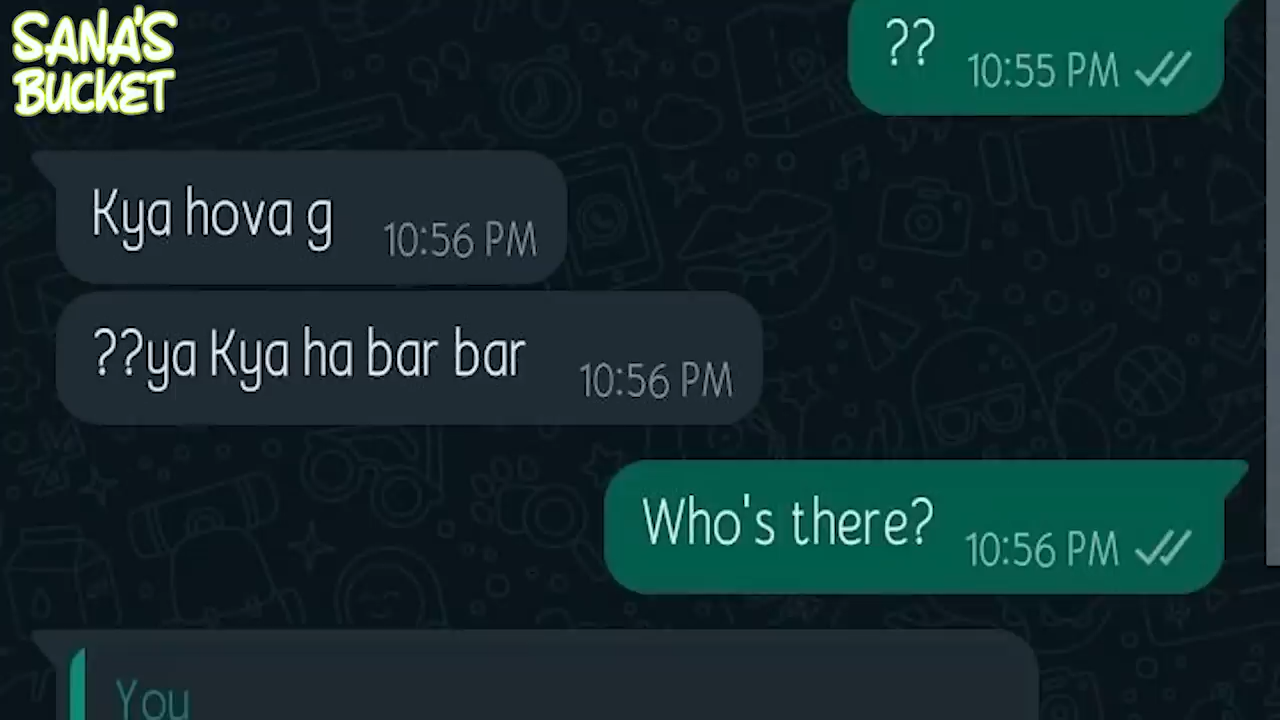 SANA'S
BUCKET
??
10:55 PM
Kya hova g
10:56 PM
??ya Kya ha bar bar
10:56 PM
Who's there?
10:56 PM
You